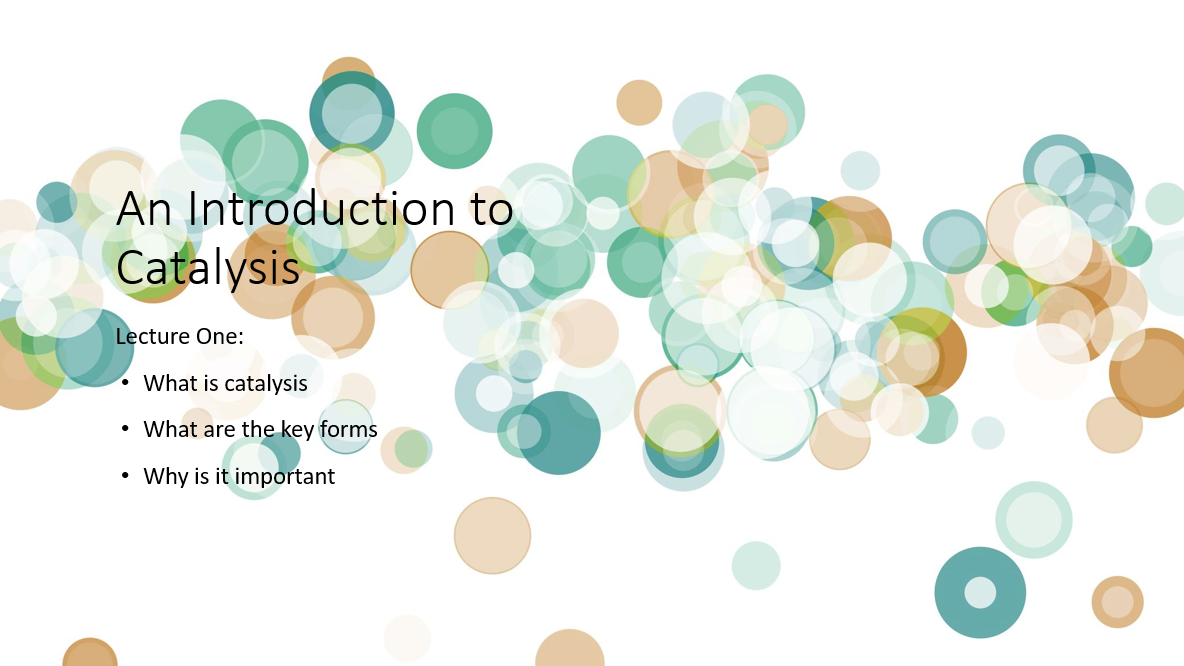 An Introduction to
Catalysis
Lecture One:
• What is catalysis
• What are the key forms
• Why is it important